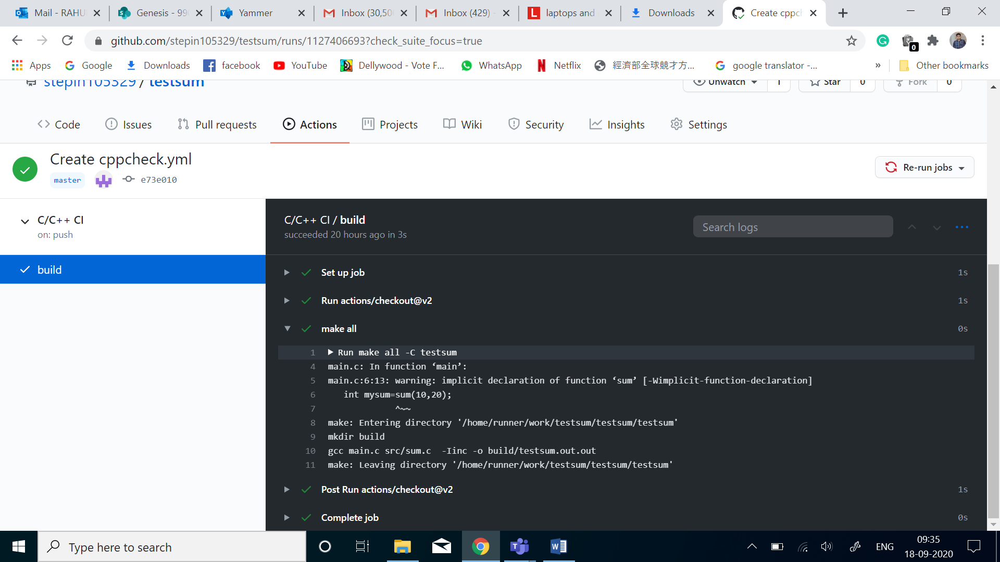 Mail - RAHU
Genesis - 99
Yammer
Inbox (30,50
Inbox (429) -
laptops and
Downloads
Create cppch
github.com/stepin105329/testsum/runs/1127406693?check_suite_focus=true
0
Apps
Google
Downloads
facebook
YouTube
Dellywood - Vote F...
WhatsApp
Netflix
經濟部全球競才方...
google translator -...
»
Other bookmarks
stepin105329 / testsum
Unwatch
1
Star
0
Fork
0
Code
Issues
Pull requests
Actions
Projects
Wiki
Security
Insights
Settings
Create cppcheck.yml
master
e73e010
Re-run jobs
C/C++ CI
on: push
build
C/C++ CI / build
succeeded 20 hours ago in 3s
Search logs
Set up job
1s
Run actions/checkout@v2
1s
make all
0s
1 Run make all -C testsum
4 main.c: In function ‘main’:
5 main.c:6:13: warning: implicit declaration of function ‘sum’ [-Wimplicit-function-declaration]
6 int mysum=sum(10,20);
7 ^~~
8 make: Entering directory '/home/runner/work/testsum/testsum/testsum'
9 mkdir build
10 gcc main.c src/sum.c  -Iinc -o build/testsum.out.out
11 make: Leaving directory '/home/runner/work/testsum/testsum/testsum'
Post Run actions/checkout@v2
1s
Complete job
0s
Type here to search
ENG
09:35
18-09-2020